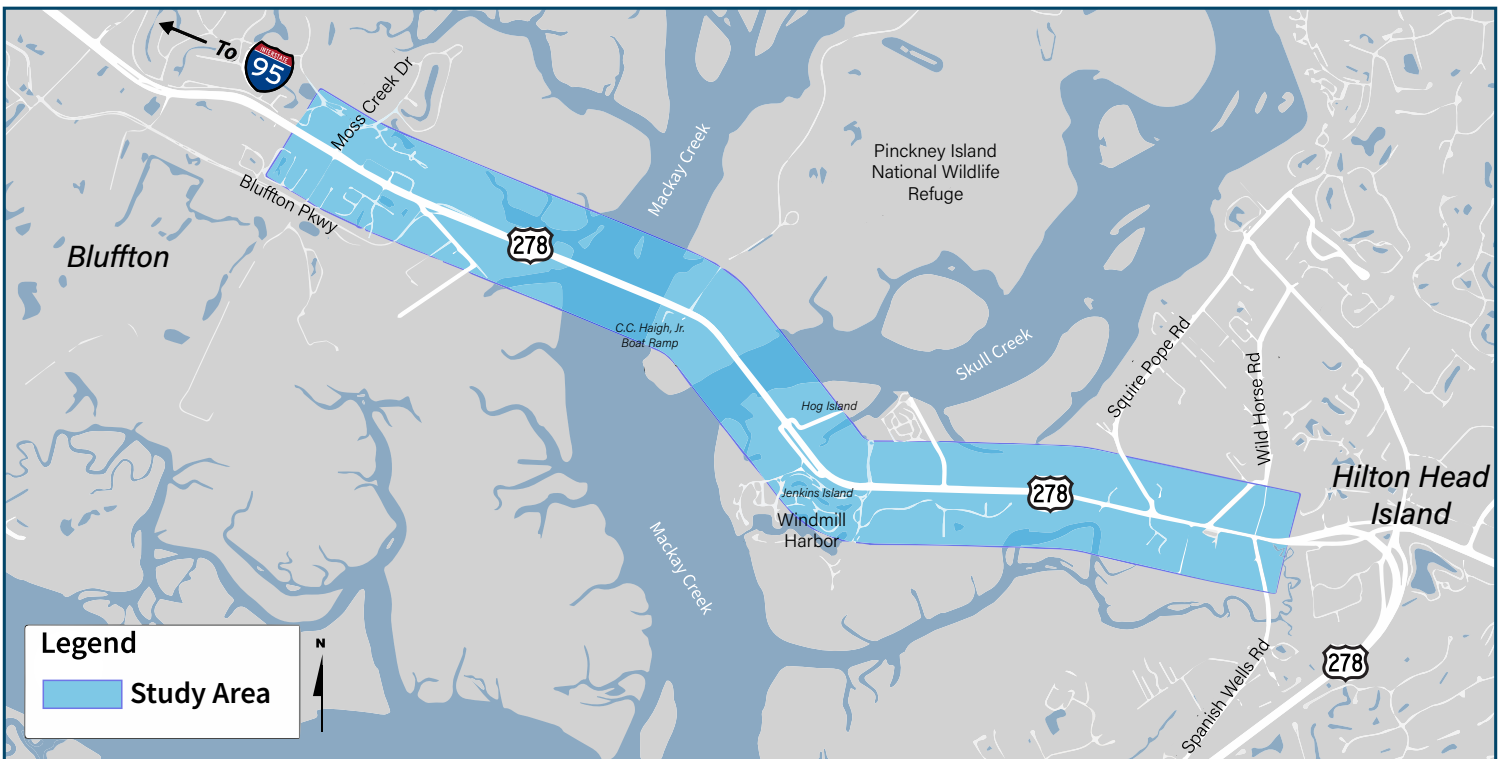 To
INTERSTATE
95
Moss Creek Dr
Bluffton Pkwy
Bluffton
278
Mackay Creek
Pinckney Island
National Wildlife
Refuge
C.C. Haigh, Jr.
Boat Ramp
Skull Creek
Squire Pope Rd
Wild Horse Rd
Hog Island
Jenkins Island
278
Windmill
Harbor
Hilton Head
Island
Mackay Creek
Spanish Wells Rd
278
Legend
Study Area
N